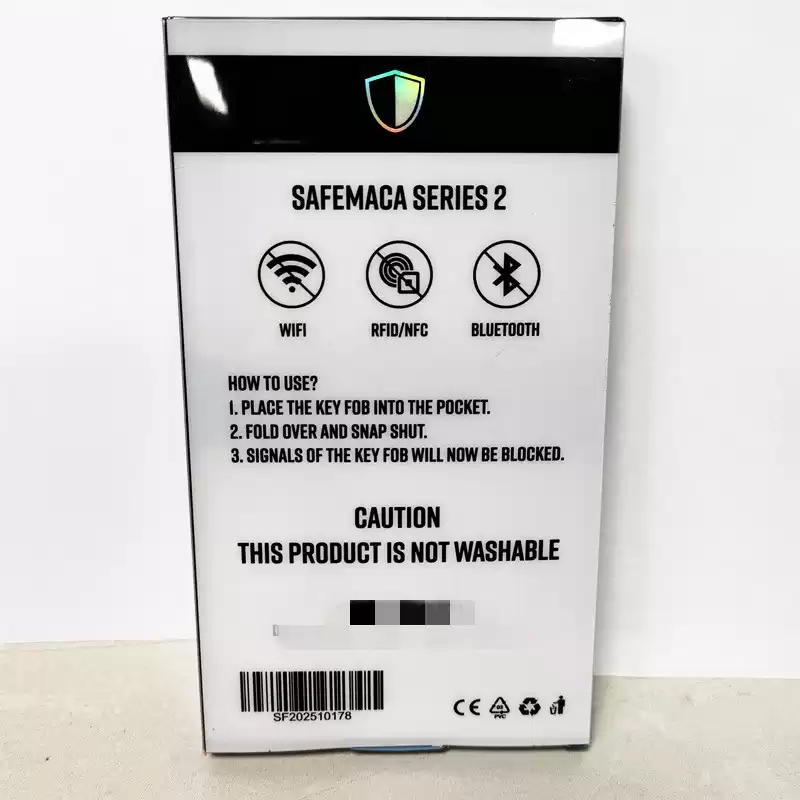 SAFEMACA SERIES 2
WIFI
RFID/NFC
BLUETOOTH
HOW TO USE?
1. PLACE THE KEY FOB INTO THE POCKET.
2. FOLD OVER AND SNAP SHUT.
3. SIGNALS OF THE KEY FOB WILL NOW BE BLOCKED.
CAUTION
THIS PRODUCT IS NOT WASHABLE
SF202510178
CE
03
PVC